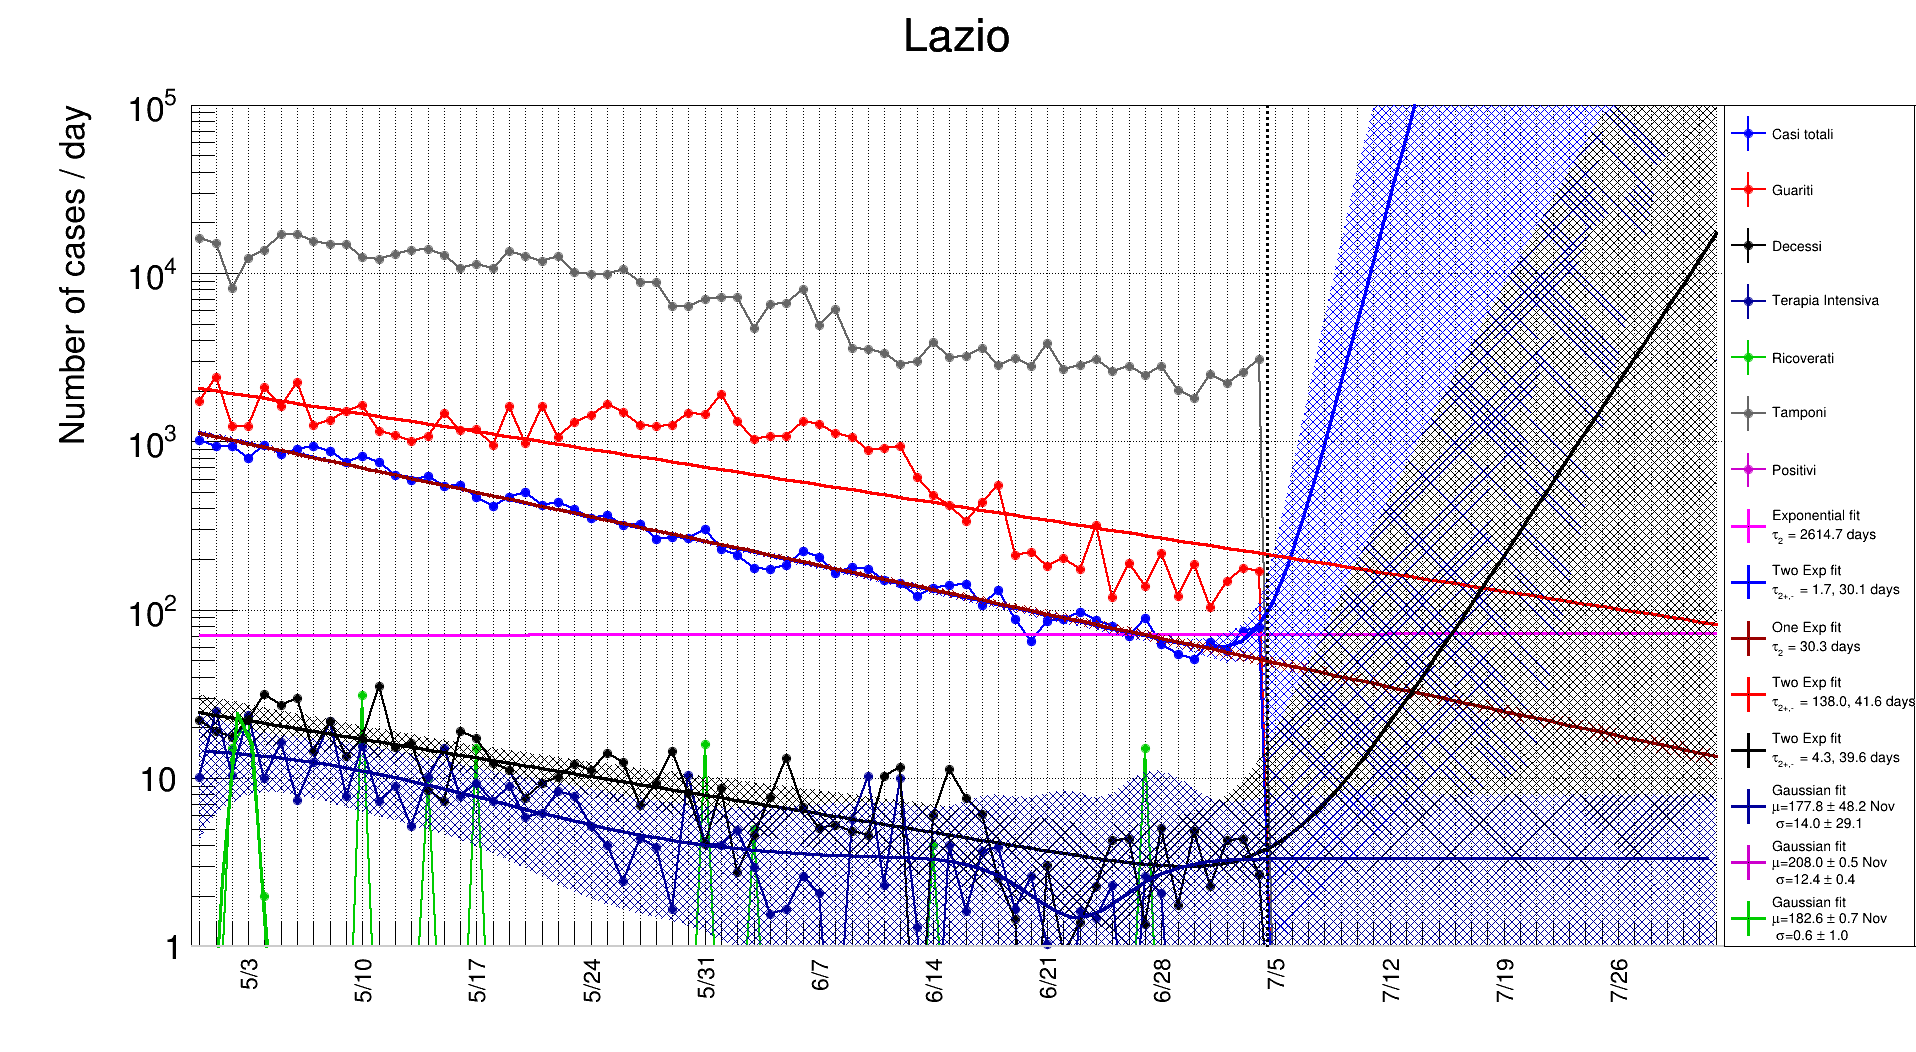 Lazio
Number of cases / day
10^5
10^4
10^3
10^2
10
1
5/3
5/10
5/17
5/24
5/31
6/7
6/14
6/21
6/28
7/5
7/12
7/19
7/26
Casi totali
Guariti
Decessi
Terapia Intensiva
Ricoverati
Tamponi
Positivi
Exponential fit
τ₂ = 2614.7 days
Two Exp fit
τ₂₊,₋ = 1.7, 30.1 days
One Exp fit
τ₂ = 30.3 days
Two Exp fit
τ₂₊,₋ = 138.0, 41.6 days
Two Exp fit
τ₂₊,₋ = 4.3, 39.6 days
Gaussian fit
μ=177.8 ± 48.2 Nov
σ=14.0 ± 29.1
Gaussian fit
μ=208.0 ± 0.5 Nov
σ=12.4 ± 0.4
Gaussian fit
μ=182.6 ± 0.7 Nov
σ=0.6 ± 1.0